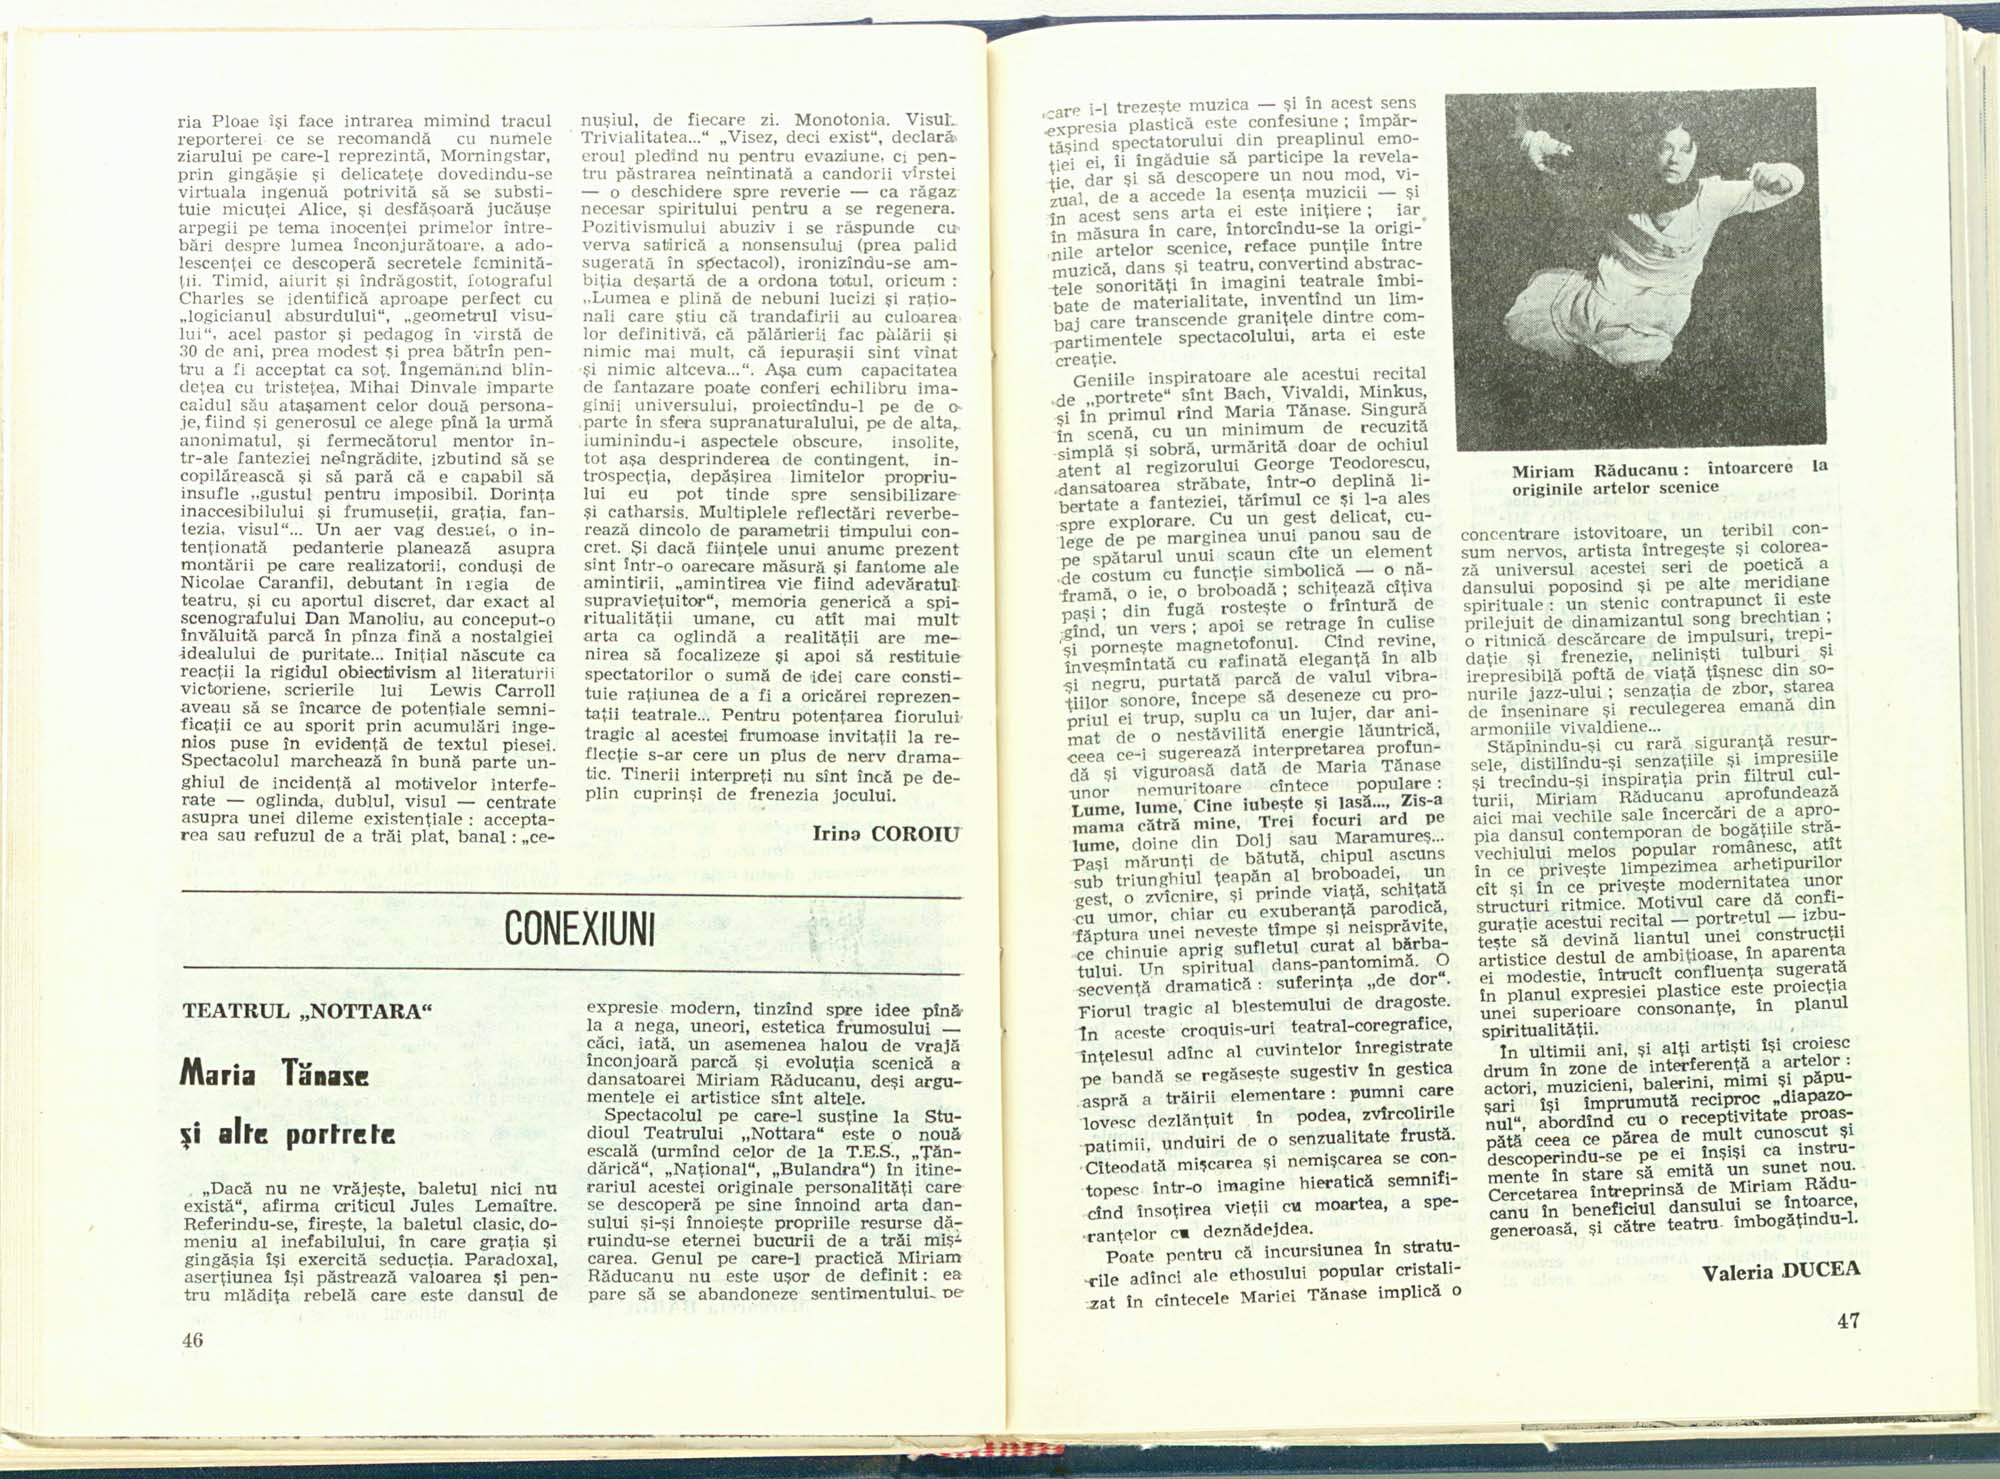 ria Ploae își face intrarea mimind tracul
reporterei ce se recomandă cu numele
ziarului pe care-l reprezintă, Morningstar,
prin gingășie și delicatețe dovedindu-se
virtuala ingenuă potrivită să se substi-
tuie micuței Alice, și desfășoară jucăușe
arpegii pe tema inocenței primelor între-
bări despre lumea înconjurătoare, a ado-
lescenței ce descoperă secretele feminită-
ții. Timid, aiurit și îndrăgostit, fotograful
Charles se identifică aproape perfect cu
„logicianul absurdului“, „geometrul visu-
lui“, acel pastor și pedagog în vîrstă de
30 de ani, prea modest și prea bătrîn pen-
tru a fi acceptat ca soț. Îngemănînd blîn-
dețea cu tristețea, Mihai Dinvale împarte
caldul său atașament celor două persona-
je, fiind și generosul ce alege pînă la urmă
anonimatul, și fermecătorul mentor în-
tr-ale fanteziei neîngrădite, izbutind să se
copilărească și să pară că e capabil să
insufle „gustul pentru imposibil. Dorința
inaccesibilului și frumuseții, grația, fan-
tezia, visul“... Un aer vag desuet, o in-
tenționată pedanterie planează asupra
montării pe care realizatorii, conduși de
Nicolae Caranfil, debutant în regia de
teatru, și cu aportul discret, dar exact al
scenografului Dan Manoliu, au conceput-o
învăluită parcă în pînza fină a nostalgiei
idealului de puritate... Inițial născute ca
reacții la rigidul obiectivism al literaturii
victoriene, scrierile lui Lewis Carroll
aveau să se încarce de potențiale semni-
ficații ce au sporit prin acumulări inge-
nios puse în evidență de textul piesei.
Spectacolul marchează în bună parte un-
ghiul de incidență al motivelor interfe-
rate — oglinda, dublul, visul — centrate
asupra unei dileme existențiale : accepta-
rea sau refuzul de a trăi plat, banal : „ce-
nușiul, de fiecare zi. Monotonia. Visul.
Trivialitatea...“ „Visez, deci exist“, declară
eroul pledînd nu pentru evaziune, ci pen-
tru păstrarea neîntinată a candorii vîrstei
— o deschidere spre reverie — ca răgaz
necesar spiritului pentru a se regenera.
Pozitivismului abuziv i se răspunde cu
verva satirică a nonsensului (prea palid
sugerată în spectacol), ironizîndu-se am-
biția deșartă de a ordona totul, oricum :
„Lumea e plină de nebuni lucizi și rațio-
nali care știu că trandafirii au culoarea
lor definitivă, că pălărierii fac pălării și
nimic mai mult, că iepurașii sînt vînat
și nimic altceva...“. Așa cum capacitatea
de fantazare poate conferi echilibru ima-
ginii universului, proiectîndu-l pe de o
parte în sfera supranaturalului, pe de alta,
iuminindu-i aspectele obscure, insolite,
tot așa desprinderea de contingent, in-
trospecția, depășirea limitelor propriu-
lui eu pot tinde spre sensibilizare
și catharsis. Multiplele reflectări reverbe-
rează dincolo de parametrii timpului con-
cret. Și dacă ființele unui anume prezent
sînt într-o oarecare măsură și fantome ale
amintirii, „amintirea vie fiind adevăratul
supraviețuitor“, memoria generică a spi-
ritualității umane, cu atît mai mult
arta ca oglindă a realității are me-
nirea să focalizeze și apoi să restituie
spectatorilor o sumă de idei care consti-
tuie rațiunea de a fi a oricărei reprezen-
tații teatrale... Pentru potențarea fiorului
tragic al acestei frumoase invitații la re-
flecție s-ar cere un plus de nerv drama-
tic. Tinerii interpreți nu sînt încă pe de-
plin cuprinși de frenezia jocului.
Irina COROIU
CONEXIUNI
TEATRUL „NOTTARA“
Maria Tănase
și alte portrete
„Dacă nu ne vrăjește, baletul nici nu
există“, afirma criticul Jules Lemaître.
Referindu-se, firește, la baletul clasic, do-
meniu al inefabilului, în care grația și
gingășia își exercită seducția. Paradoxal,
aserțiunea își păstrează valoarea și pen-
tru mlădița rebelă care este dansul de
expresie modern, tinzînd spre idee pînă
la a nega, uneori, estetica frumosului —
căci, iată, un asemenea halou de vrajă
înconjoară parcă și evoluția scenică a
dansatoarei Miriam Răducanu, deși argu-
mentele ei artistice sînt altele.
Spectacolul pe care-l susține la Stu-
dioul Teatrului „Nottara“ este o nouă
escală (urmînd celor de la T.E.S., „Țăn-
dărică“, „Național“, „Bulandra“) în itine-
rariul acestei originale personalități care
se descoperă pe sine înnoind arta dan-
sului și-și înnoiește propriile resurse dă-
ruindu-se eternei bucurii de a trăi miș-
carea. Genul pe care-l practică Miriam
Răducanu nu este ușor de definit : ea
pare să se abandoneze sentimentului pe
46
care i-l trezește muzica — și în acest sens
expresia plastică este confesiune ; împăr-
tășind spectatorului din preaplinul emo-
ției ei, îi îngăduie să participe la revela-
ție, dar și să descopere un nou mod, vi-
zual, de a accede la esența muzicii — și
în acest sens arta ei este inițiere ; iar
în măsura în care, întorcîndu-se la origi-
nile artelor scenice, reface punțile între
muzică, dans și teatru, convertind abstrac-
tele sonorități în imagini teatrale îmbi-
bate de materialitate, inventînd un lim-
baj care transcende granițele dintre com-
partimentele spectacolului, arta ei este
creație.
Geniile inspiratoare ale acestui recital
de „portrete“ sînt Bach, Vivaldi, Minkus,
și în primul rînd Maria Tănase. Singură
în scenă, cu un minimum de recuzită
simplă și sobră, urmărită doar de ochiul
atent al regizorului George Teodorescu,
dansatoarea străbate, într-o deplină li-
bertate a fanteziei, tărîmul ce și l-a ales
spre explorare. Cu un gest delicat, cu-
lege de pe marginea unui panou sau de
pe spătarul unui scaun cîte un element
de costum cu funcție simbolică — o nă-
framă, o ie, o broboadă ; schițează cîțiva
pași ; din fugă rostește o frîntură de
gînd, un vers ; apoi se retrage în culise
și pornește magnetofonul. Cînd revine,
înveșmîntată cu rafinată eleganță în alb
și negru, purtată parcă de valul vibra-
țiilor sonore, începe să deseneze cu pro-
priul ei trup, suplu ca un lujer, dar ani-
mat de o nestăvilită energie lăuntrică,
ceea ce-i sugerează interpretarea profun-
dă și viguroasă dată de Maria Tănase
unor nemuritoare cîntece populare :
Lume, lume, Cine iubește și lasă..., Zis-a
mama cătră mine, Trei focuri ard pe
lume, doine din Dolj sau Maramureș...
Pași mărunți de bătută, chipul ascuns
sub triunghiul țeapăn al broboadei, un
gest, o zvîcnire, și prinde viață, schițată
cu umor, chiar cu exuberanță parodică,
făptura unei neveste tîmpe și neisprăvite,
ce chinuie aprig sufletul curat al bărba-
tului. Un spiritual dans-pantomimă. O
secvență dramatică : suferința „de dor“.
Fiorul tragic al blestemului de dragoste.
În aceste croquis-uri teatral-coregrafice,
înțelesul adînc al cuvintelor înregistrate
pe bandă se regăsește sugestiv în gestica
aspră a trăirii elementare : pumni care
lovesc dezlănțuit în podea, zvîrcolirile
patimii, unduiri de o senzualitate frustă.
Cîteodată mișcarea și nemișcarea se con-
topesc într-o imagine hieratică semnifi-
cînd însoțirea vieții cu moartea, a spe-
ranțelor cu deznădejdea.
Poate pentru că incursiunea în stratu-
rile adînci ale ethosului popular cristali-
zat în cîntecele Mariei Tănase implică o
Miriam Răducanu : întoarcere la
originile artelor scenice
concentrare istovitoare, un teribil con-
sum nervos, artista întregește și colorea-
ză universul acestei seri de poetică a
dansului poposind și pe alte meridiane
spirituale : un stenic contrapunct îi este
prilejuit de dinamizantul song brechtian ;
o ritmică descărcare de impulsuri, trepi-
dație și frenezie, neliniști tulburi și
irepresibilă poftă de viață țîșnesc din so-
nurile jazz-ului ; senzația de zbor, starea
de înseninare și reculegerea emană din
armoniile vivaldiene...
Stăpînindu-și cu rară siguranță resur-
sele, distilîndu-și senzațiile și impresiile
și trecîndu-și inspirația prin filtrul cul-
turii, Miriam Răducanu aprofundează
aici mai vechile sale încercări de a apro-
pia dansul contemporan de bogățiile stră-
vechiului melos popular românesc, atît
în ce privește limpezimea arhetipurilor
cît și în ce privește modernitatea unor
structuri ritmice. Motivul care dă confi-
gurație acestui recital — portretul — izbu-
tește să devină liantul unei construcții
artistice destul de ambițioase, în aparenta
ei modestie, întrucît confluența sugerată
în planul expresiei plastice este proiecția
unei superioare consonanțe, în planul
spiritualității.
În ultimii ani, și alți artiști își croiesc
drum în zone de interferență a artelor :
actori, muzicieni, balerini, mimi și păpu-
șari își împrumută reciproc „diapazo-
nul“, abordînd cu o receptivitate proas-
pătă ceea ce părea de mult cunoscut și
descoperindu-se pe ei înșiși ca instru-
mente în stare să emită un sunet nou.
Cercetarea întreprinsă de Miriam Rădu-
canu în beneficiul dansului se întoarce,
generoasă, și către teatru îmbogățindu-l.
Valeria DUCEA
47